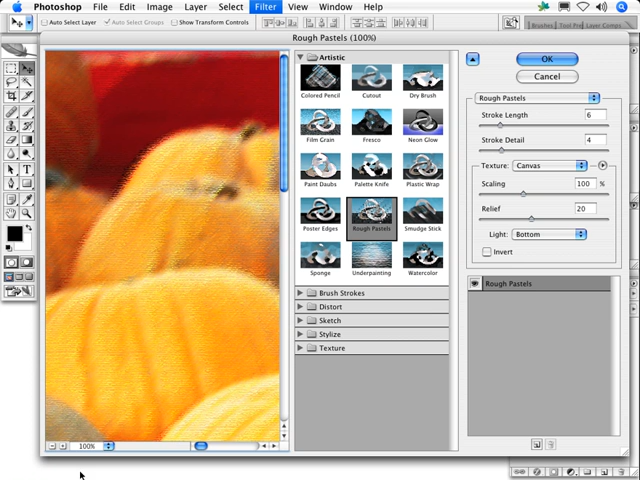 Photoshop File Edit Image Layer Select Filter View Window Help
Auto Select Layer Auto Select Groups Show Transform Controls
Brushes Tool Pre Layer Comps
Rough Pastels (100%)
Artistic
Colored Pencil Cutout Dry Brush
Film Grain Fresco Neon Glow
Paint Daubs Palette Knife Plastic Wrap
Poster Edges Rough Pastels Smudge Stick
Sponge Underpainting Watercolor
Brush Strokes
Distort
Sketch
Stylize
Texture
OK
Cancel
Rough Pastels
Stroke Length 6
Stroke Detail 4
Texture: Canvas
Scaling 100 %
Relief 20
Light: Bottom
Invert
Rough Pastels
100%